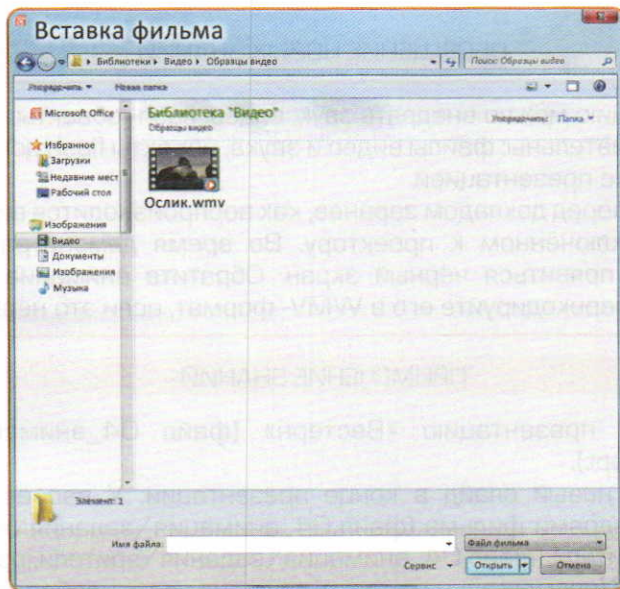 Вставка фильма
Библиотеки ▸ Видео ▸ Образцы видео
Поиск: Образцы видео
Упорядочить ▾ Новая папка
Microsoft Office
Избранное
Загрузки
Недавние мест
Рабочий стол
Изображения
Видео
Документы
Изображения
Музыка
Библиотека "Видео"
Образцы видео
Упорядочить: Папка ▾
Ослик.wmv
Элемент: 1
Имя файла:
Файл фильма
Сервис ▾ Открыть ▾ Отмена